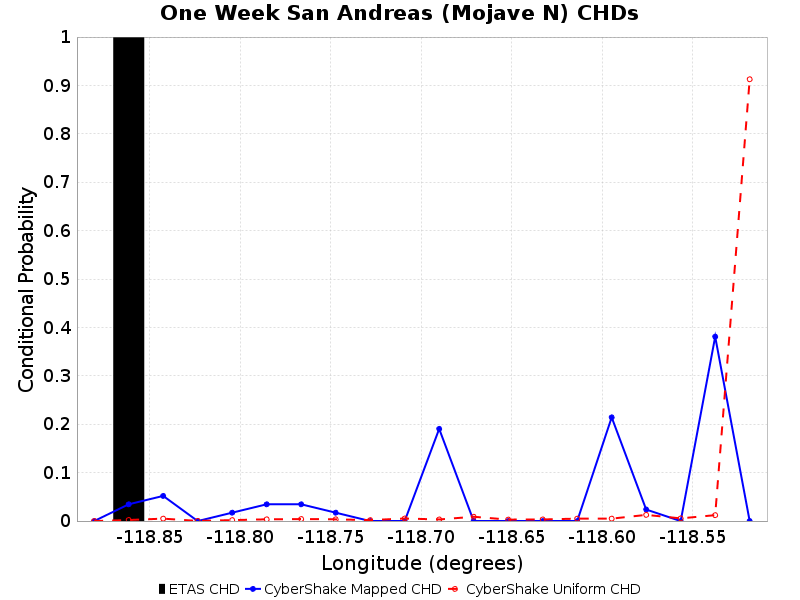 One Week San Andreas (Mojave N) CHDs
Conditional Probability
1
0.9
0.8
0.7
0.6
0.5
0.4
0.3
0.2
0.1
0
-118.85 -118.80 -118.75 -118.70 -118.65 -118.60 -118.55
Longitude (degrees)
ETAS CHD CyberShake Mapped CHD CyberShake Uniform CHD